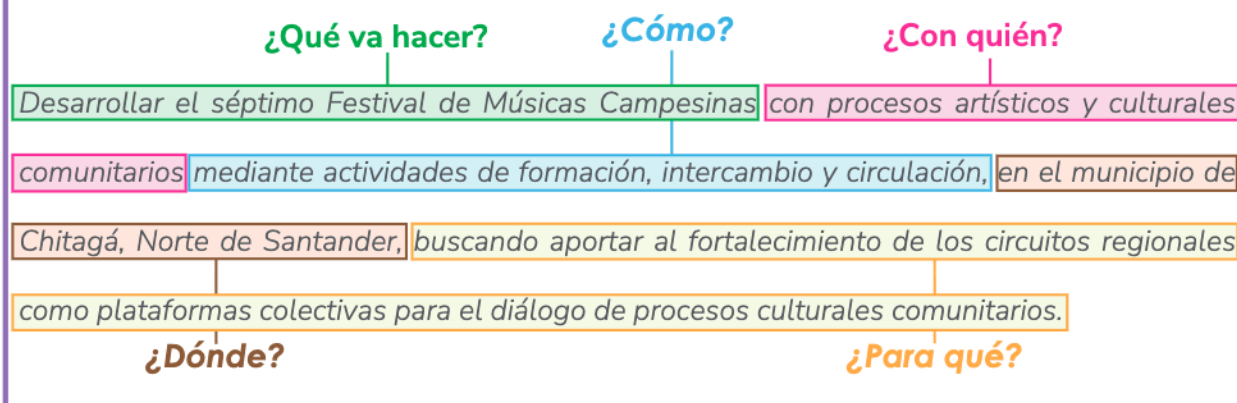 ¿Qué va hacer? ¿Cómo? ¿Con quién?
Desarrollar el séptimo Festival de Músicas Campesinas con procesos artísticos y culturales
comunitarios mediante actividades de formación, intercambio y circulación, en el municipio de
Chitagá, Norte de Santander, buscando aportar al fortalecimiento de los circuitos regionales
como plataformas colectivas para el diálogo de procesos culturales comunitarios.
¿Dónde? ¿Para qué?